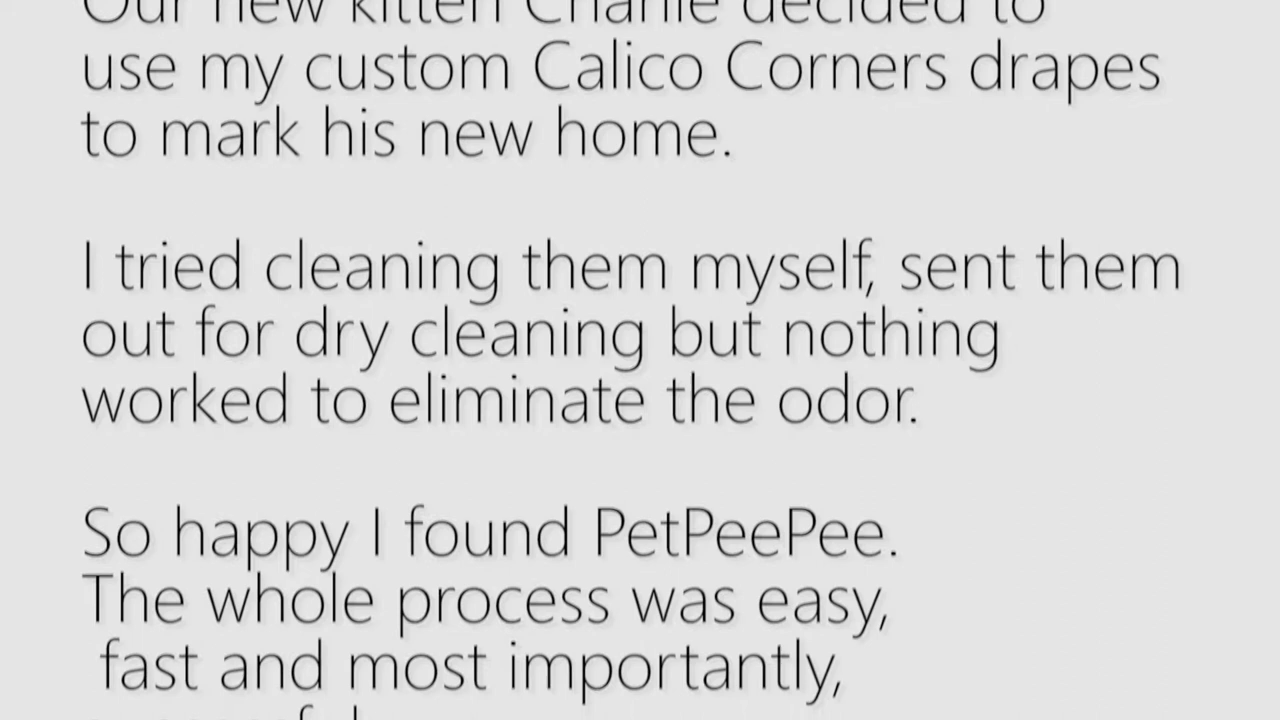 Our new kitten Charlie decided to
use my custom Calico Corners drapes
to mark his new home.
I tried cleaning them myself, sent them
out for dry cleaning but nothing
worked to eliminate the odor.
So happy I found PetPeePee.
The whole process was easy,
fast and most importantly,